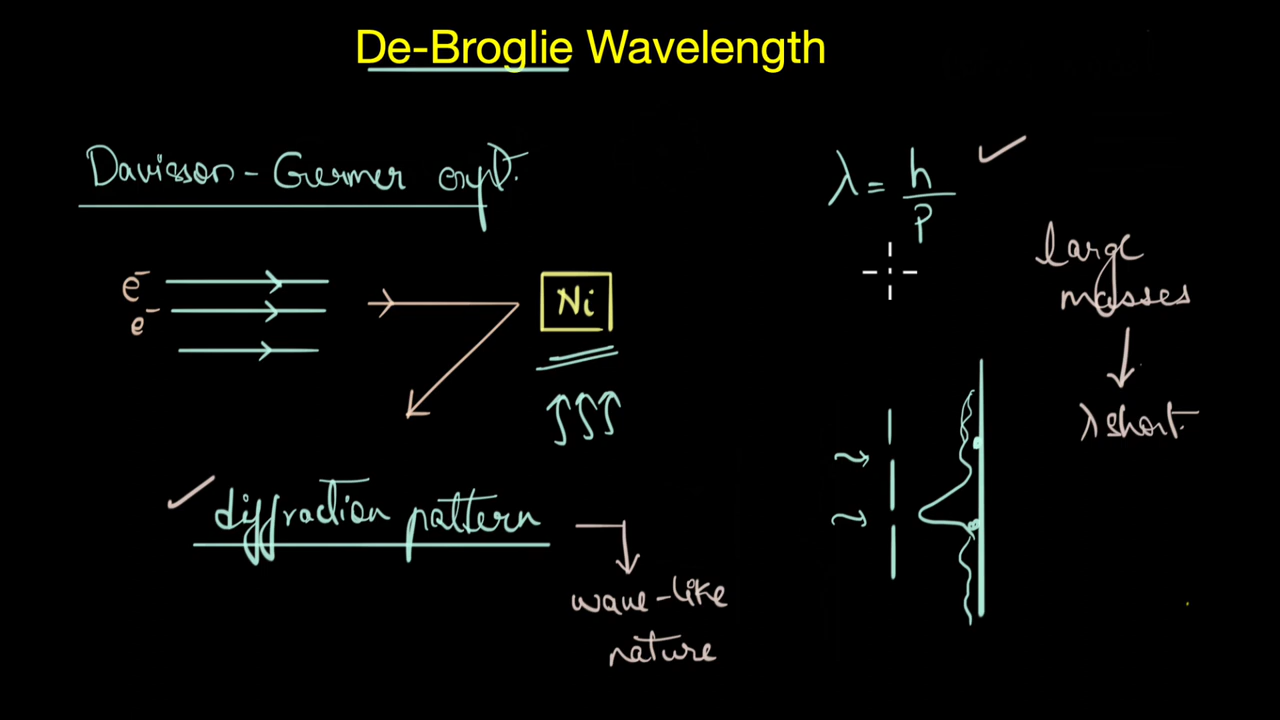 De-Broglie Wavelength
Davisson-Germer expt.
λ = h/P
large
masses
e⁻
e⁻
Ni
λ short.
diffraction pattern
wave-like
nature